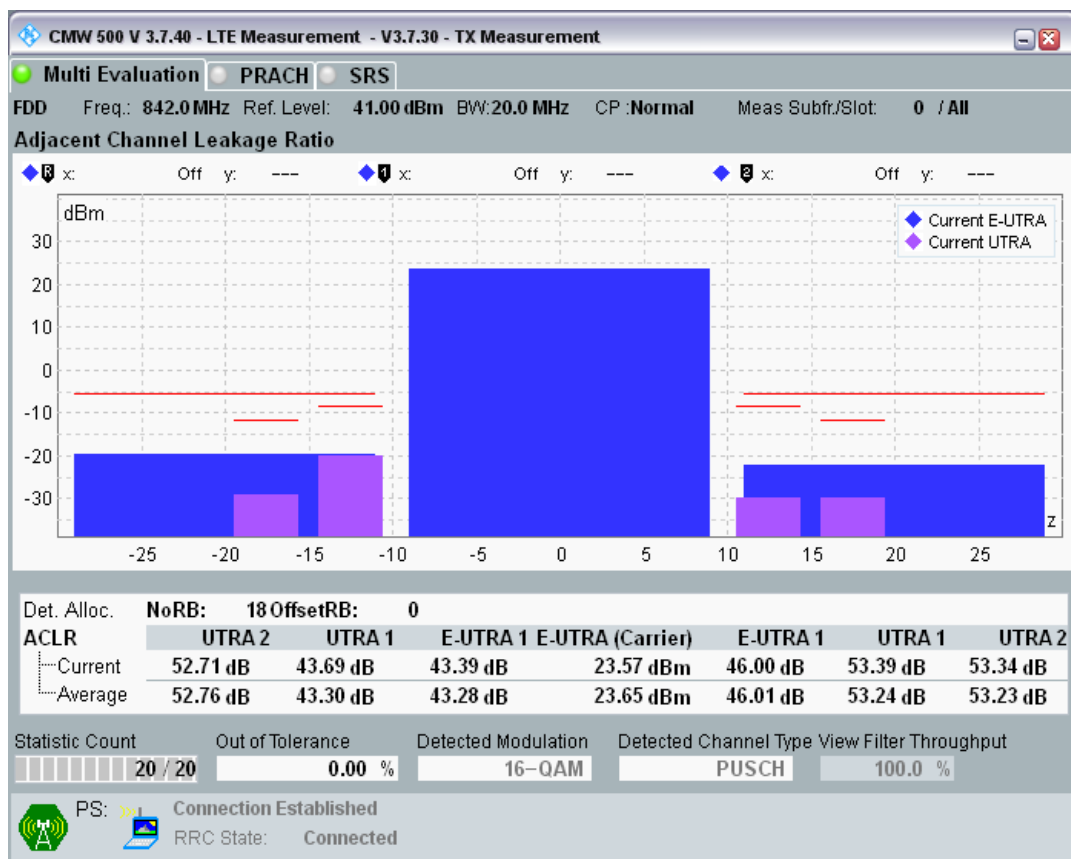 CMW 500 V 3.7.40 - LTE Measurement - V3.7.30 - TX Measurement
Multi Evaluation PRACH SRS
FDD Freq.: 842.0 MHz Ref. Level: 41.00 dBm BW:20.0 MHz CP :Normal Meas Subfr./Slot: 0 / All
Adjacent Channel Leakage Ratio
R x: Off y: --- 1 x: Off y: --- 2 x: Off y: ---
dBm
Current E-UTRA
Current UTRA
30
20
10
0
-10
-20
-30
z
-25 -20 -15 -10 -5 0 5 10 15 20 25
Det. Alloc. NoRB: 18 OffsetRB: 0
ACLR UTRA 2 UTRA 1 E-UTRA 1 E-UTRA (Carrier) E-UTRA 1 UTRA 1 UTRA 2
Current 52.71 dB 43.69 dB 43.39 dB 23.57 dBm 46.00 dB 53.39 dB 53.34 dB
Average 52.76 dB 43.30 dB 43.28 dB 23.65 dBm 46.01 dB 53.24 dB 53.23 dB
Statistic Count Out of Tolerance Detected Modulation Detected Channel Type View Filter Throughput
20 / 20 0.00 % 16-QAM PUSCH 100.0 %
PS: Connection Established
RRC State: Connected